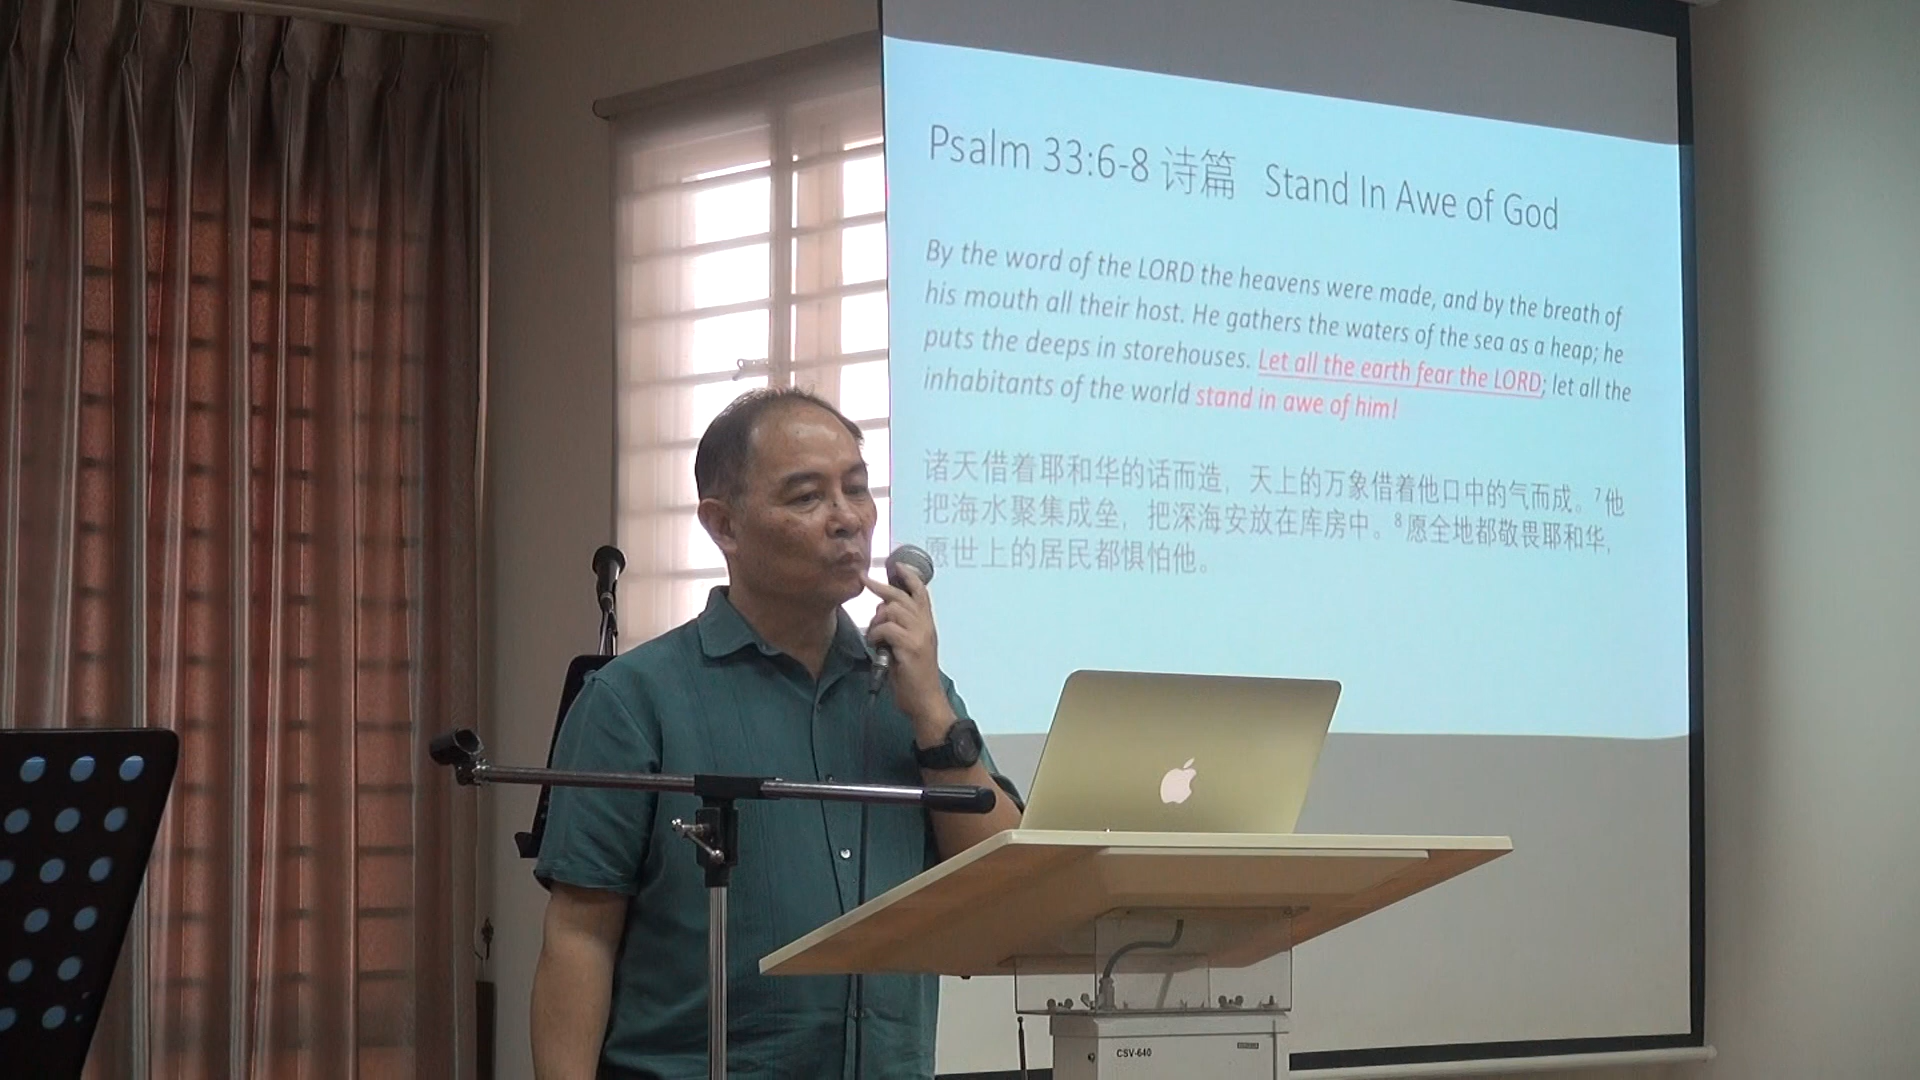 Psalm 33:6-8 诗篇 Stand In Awe of God
By the word of the LORD the heavens were made, and by the breath of
his mouth all their host. He gathers the waters of the sea as a heap; he
puts the deeps in storehouses. Let all the earth fear the LORD; let all the
inhabitants of the world stand in awe of him!
诸天借着耶和华的话而造，天上的万象借着他口中的气而成。7 他
把海水聚集成垒，把深海安放在库房中。8 愿全地都敬畏耶和华，
愿世上的居民都惧怕他。
CSV-640